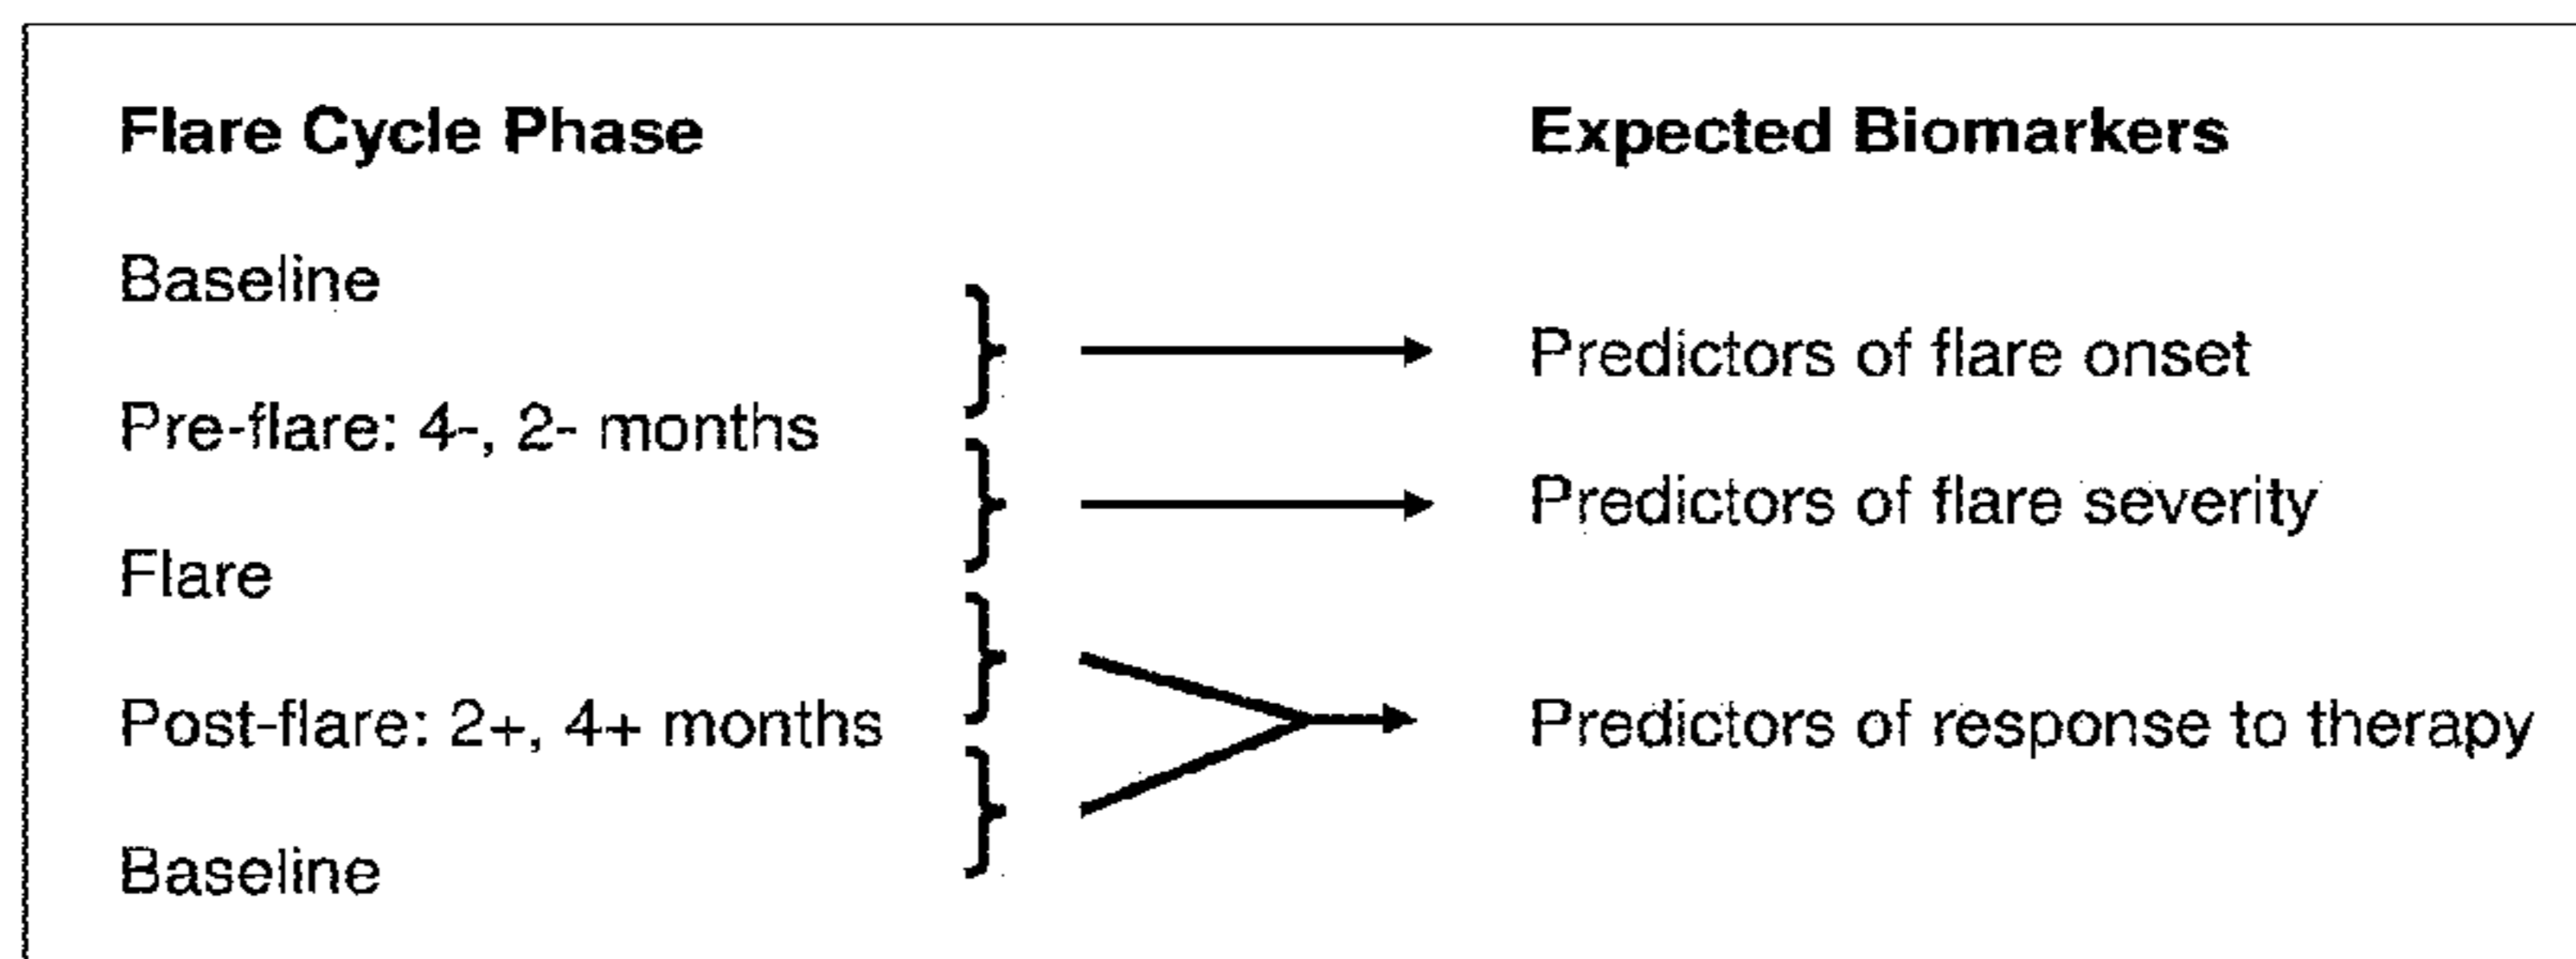 Flare Cycle Phase
Expected Biomarkers
Baseline
Predictors of flare onset
Pre-flare: 4-, 2- months
Predictors of flare severity
Flare
Post-flare: 2+, 4+ months
Predictors of response to therapy
Baseline